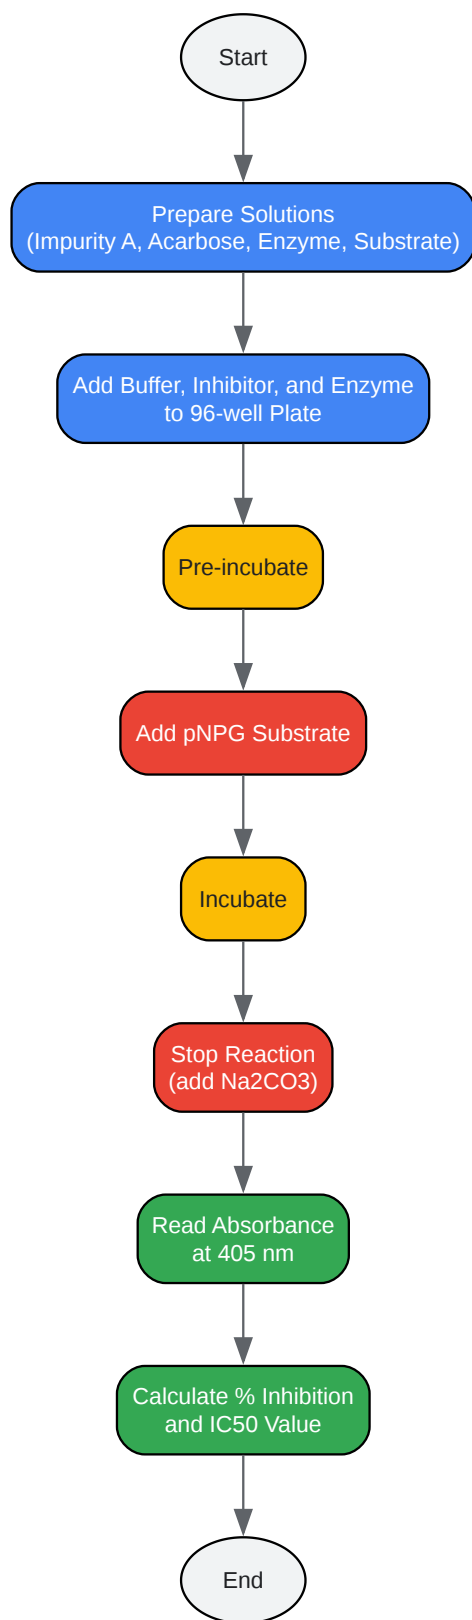 Start
Prepare Solutions
(Impurity A, Acarbose, Enzyme, Substrate)
Add Buffer, Inhibitor, and Enzyme
to 96-well Plate
Pre-incubate
Add pNPG Substrate
Incubate
Stop Reaction
(add Na2CO3)
Read Absorbance
at 405 nm
Calculate % Inhibition
and IC50 Value
End